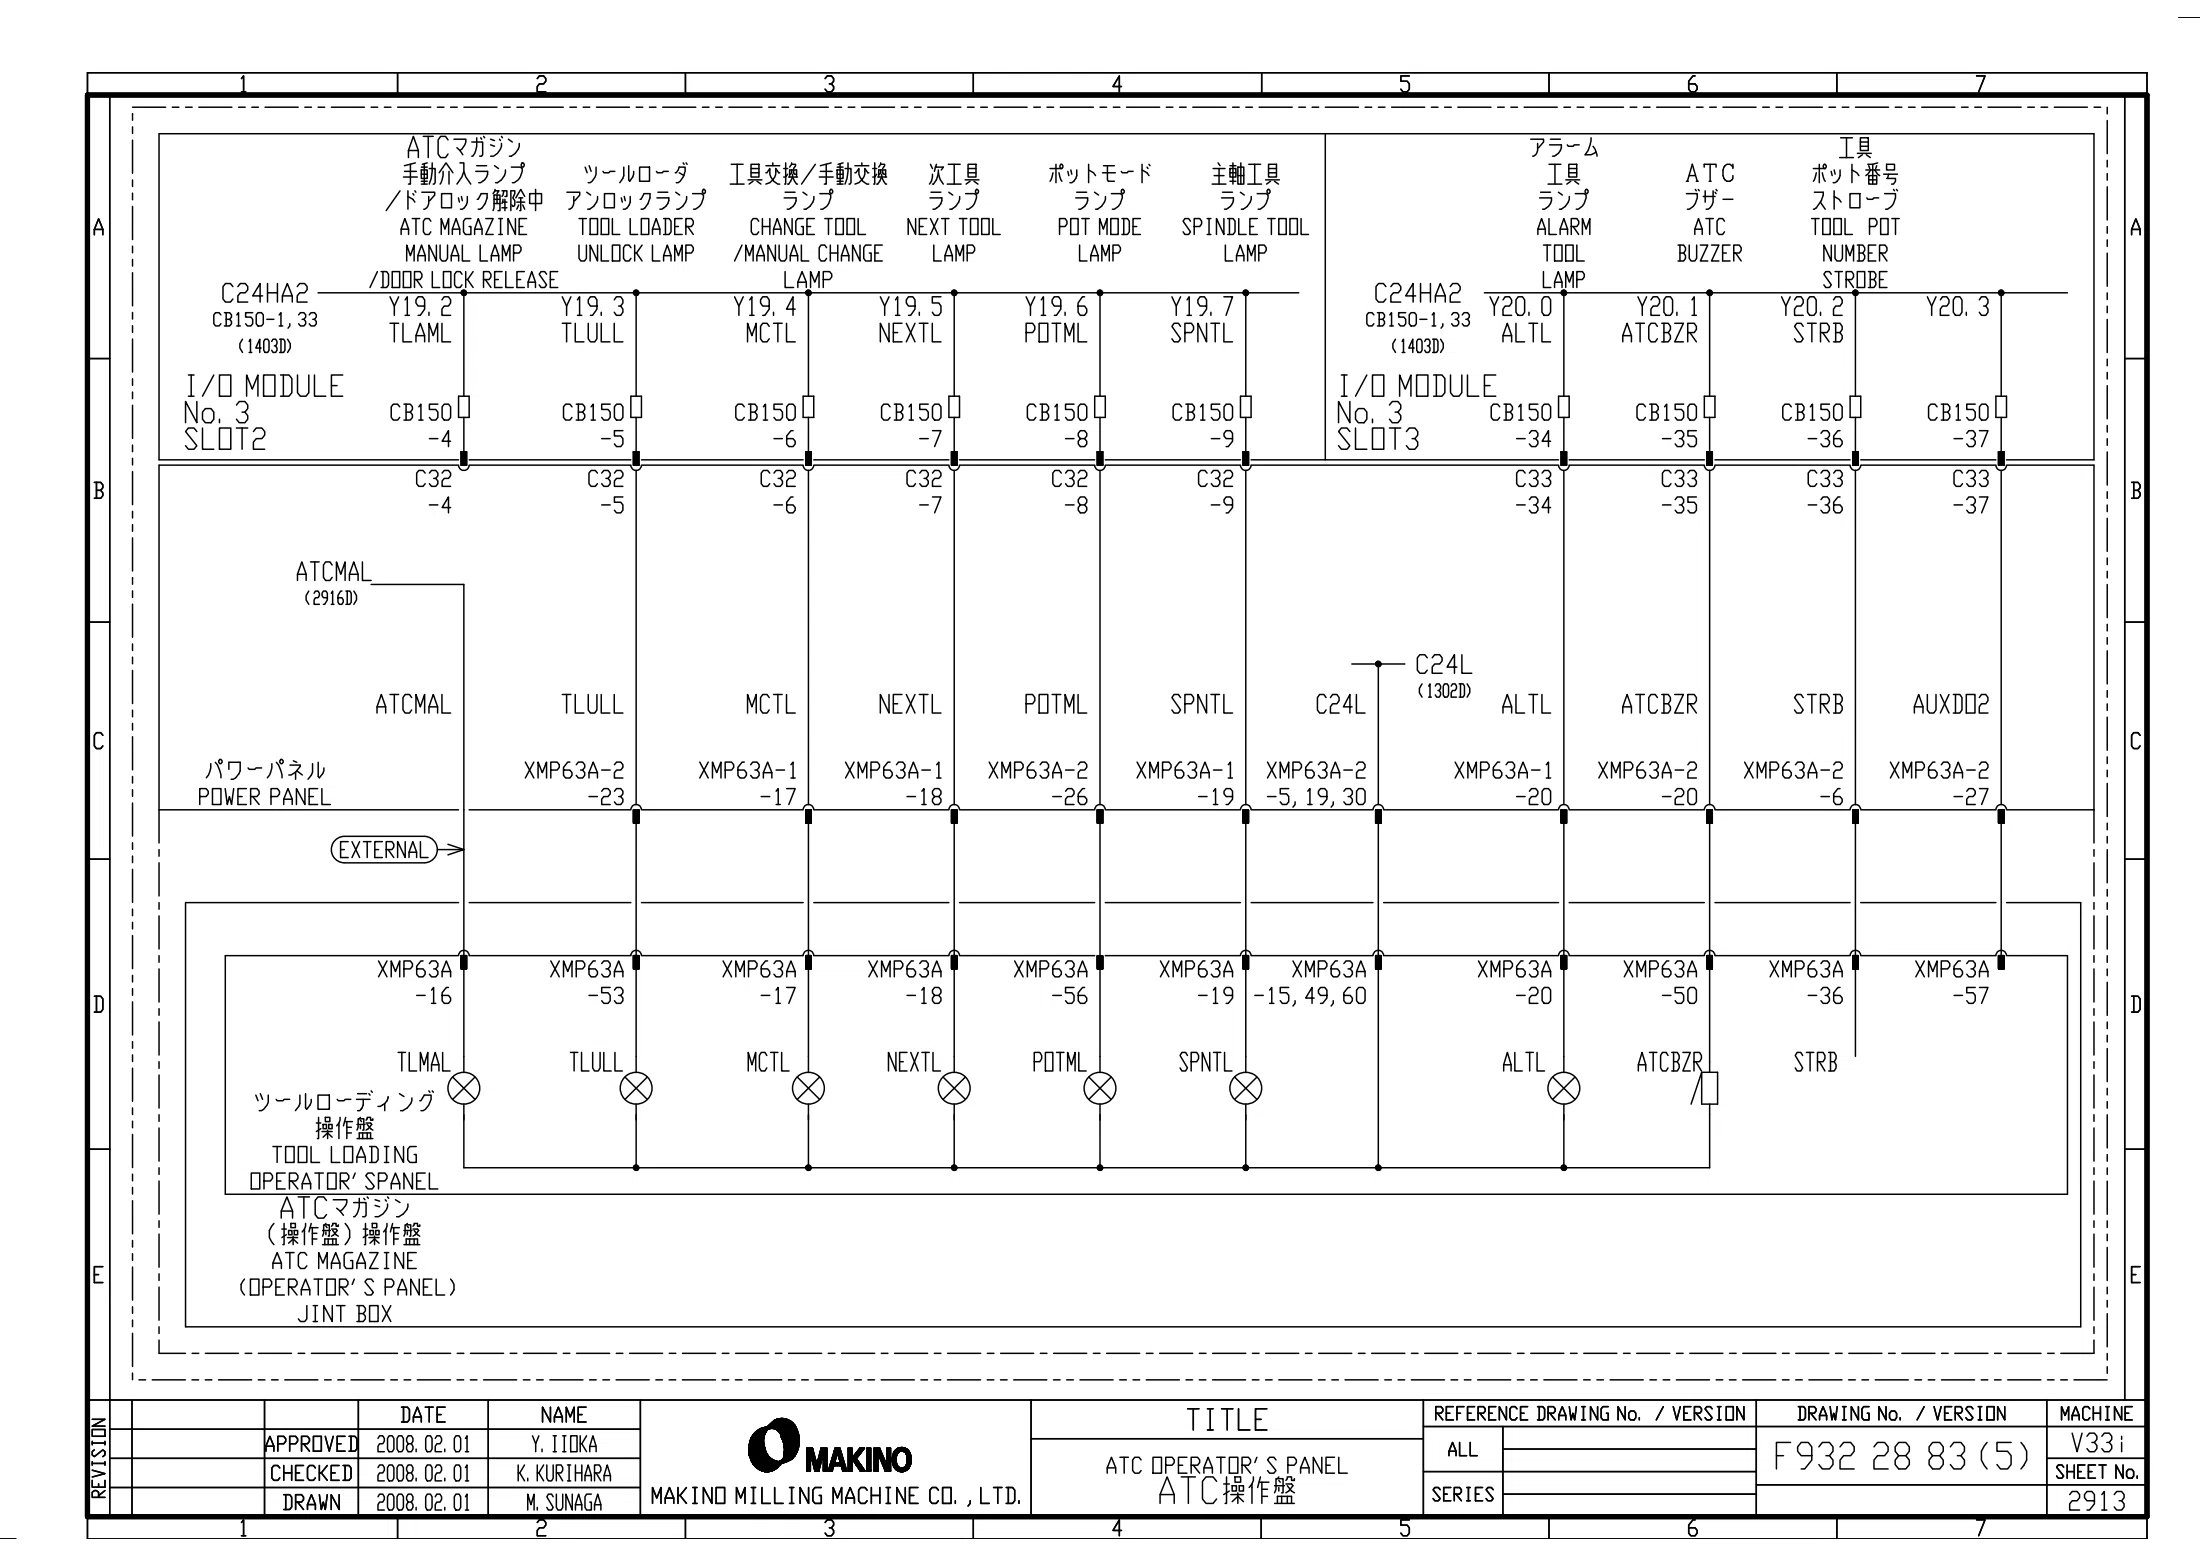 1 2 3 4 5 6 7
ATCマガジン
手動介入ランプ
/ドアロック解除中
ATC MAGAZINE
MANUAL LAMP
/DOOR LOCK RELEASE
ツールローダ
アンロックランプ
TOOL LOADER
UNLOCK LAMP
工具交換/手動交換
ランプ
CHANGE TOOL
/MANUAL CHANGE
LAMP
次工具
ランプ
NEXT TOOL
LAMP
ポットモード
ランプ
POT MODE
LAMP
主軸工具
ランプ
SPINDLE TOOL
LAMP
アラーム
工具
ランプ
ALARM
TOOL
LAMP
ATC
ブザー
ATC
BUZZER
工具
ポット番号
ストローブ
TOOL POT
NUMBER
STROBE
A A
C24HA2
CB150-1,33
(1403D)
Y19.2 Y19.3 Y19.4 Y19.5 Y19.6 Y19.7
TLAML TLULL MCTL NEXTL POTML SPNTL
C24HA2
CB150-1,33
(1403D)
Y20.0 Y20.1 Y20.2 Y20.3
ALTL ATCBZR STRB
I/O MODULE
No.3
SLOT2
CB150 CB150 CB150 CB150 CB150 CB150
-4 -5 -6 -7 -8 -9
I/O MODULE
No.3
SLOT3
CB150 CB150 CB150 CB150
-34 -35 -36 -37
B B
C32 C32 C32 C32 C32 C32 C33 C33 C33 C33
-4 -5 -6 -7 -8 -9 -34 -35 -36 -37
ATCMAL
(2916D)
C24L
(1302D)
ATCMAL TLULL MCTL NEXTL POTML SPNTL C24L ALTL ATCBZR STRB AUXDO2
C C
パワーパネル
POWER PANEL
XMP63A-2 XMP63A-1 XMP63A-1 XMP63A-2 XMP63A-1 XMP63A-2 XMP63A-1 XMP63A-2 XMP63A-2 XMP63A-2
-23 -17 -18 -26 -19 -5,19,30 -20 -20 -6 -27
EXTERNAL
XMP63A XMP63A XMP63A XMP63A XMP63A XMP63A XMP63A XMP63A XMP63A XMP63A XMP63A
-16 -53 -17 -18 -56 -19 -15,49,60 -20 -50 -36 -57
D D
TLMAL TLULL MCTL NEXTL POTML SPNTL ALTL ATCBZR STRB
ツールローディング
操作盤
TOOL LOADING
OPERATOR'SPANEL
ATCマガジン
(操作盤)操作盤
ATC MAGAZINE
(OPERATOR'S PANEL)
JINT BOX
E E
REVISION
DATE NAME
APPROVED 2008.02.01 Y.IIOKA
CHECKED 2008.02.01 K.KURIHARA
DRAWN 2008.02.01 M.SUNAGA
MAKINO
MAKINO MILLING MACHINE CO.,LTD.
TITLE
ATC OPERATOR'S PANEL
ATC操作盤
REFERENCE DRAWING No. / VERSION
ALL
SERIES
DRAWING No. / VERSION
F932 28 83(5)
MACHINE
V33i
SHEET No.
2913
1 2 3 4 5 6 7